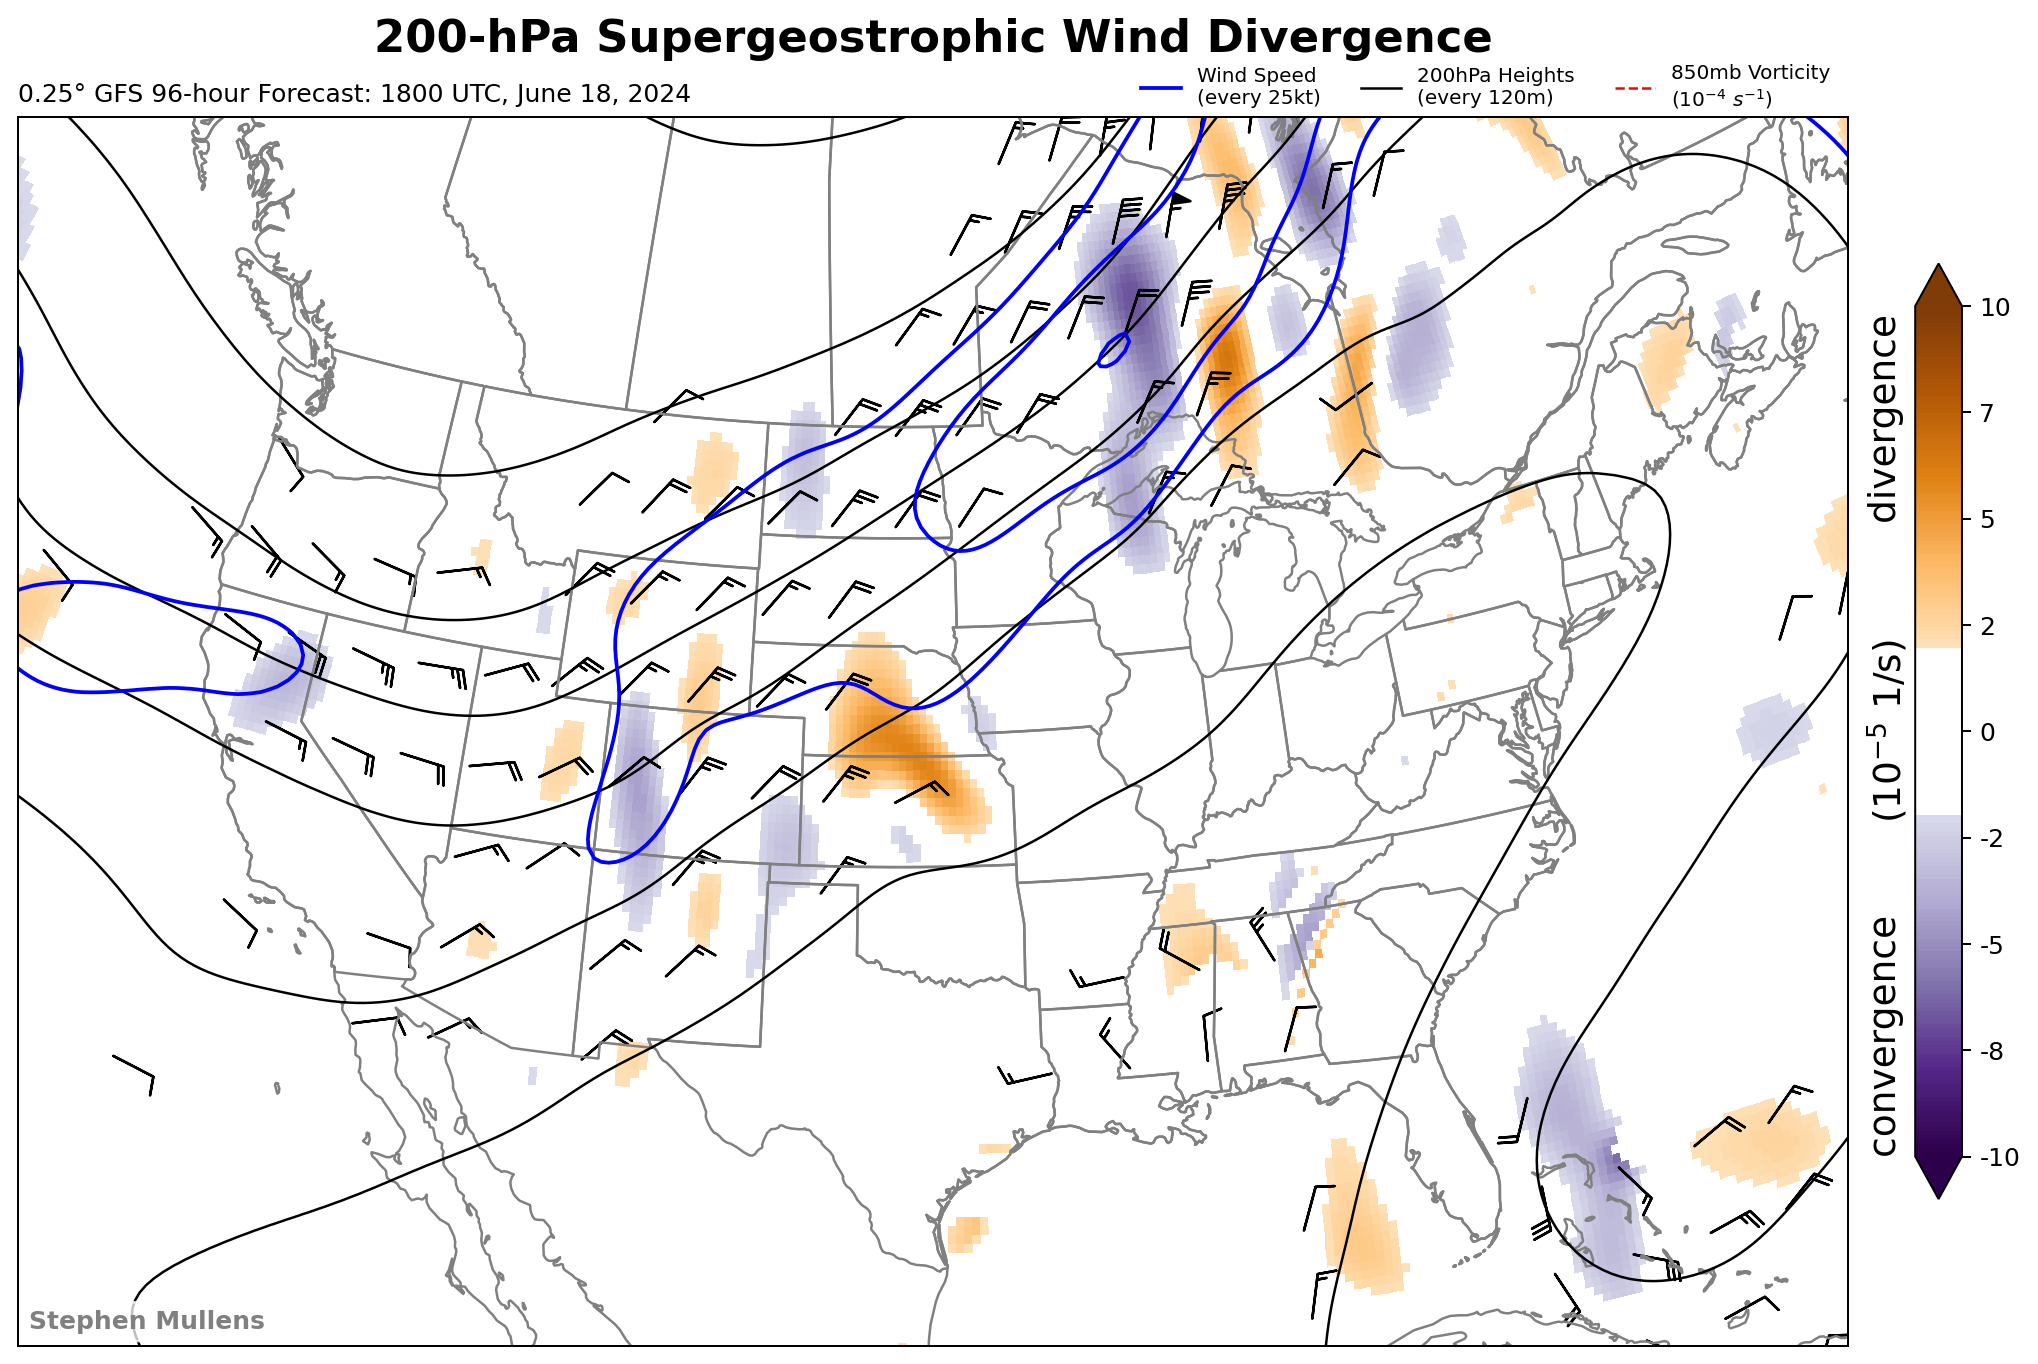 200-hPa Supergeostrophic Wind Divergence
0.25° GFS 96-hour Forecast: 1800 UTC, June 18, 2024
Wind Speed
(every 25kt)
200hPa Heights
(every 120m)
850mb Vorticity
(10⁻⁴ s⁻¹)
10
7
5
2
0
-2
-5
-8
-10
convergence (10⁻⁵ 1/s) divergence
Stephen Mullens